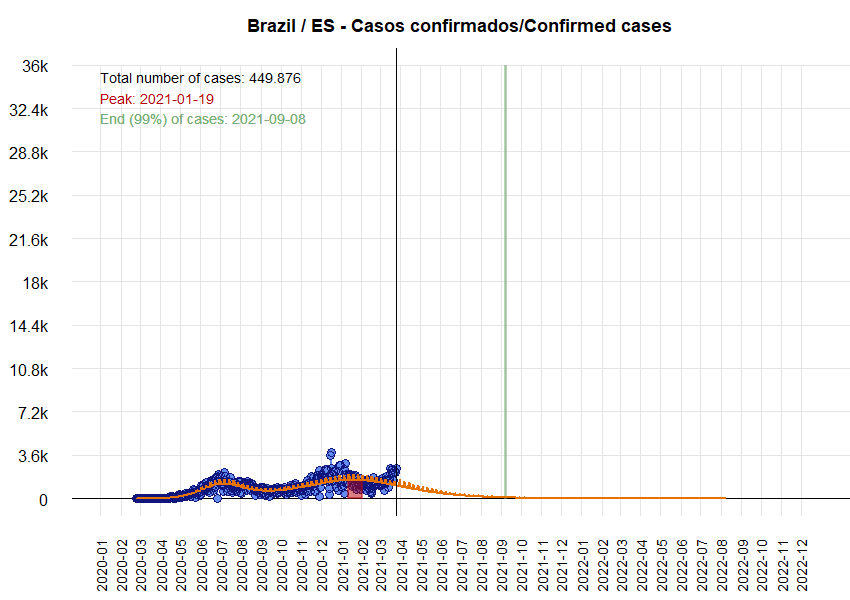 Brazil / ES - Casos confirmados/Confirmed cases
Total number of cases: 449.876
Peak: 2021-01-19
End (99%) of cases: 2021-09-08
36k
32.4k
28.8k
25.2k
21.6k
18k
14.4k
10.8k
7.2k
3.6k
0
2020-01
2020-02
2020-03
2020-04
2020-05
2020-06
2020-07
2020-08
2020-09
2020-10
2020-11
2020-12
2021-01
2021-02
2021-03
2021-04
2021-05
2021-06
2021-07
2021-08
2021-09
2021-10
2021-11
2021-12
2022-01
2022-02
2022-03
2022-04
2022-05
2022-06
2022-07
2022-08
2022-09
2022-10
2022-11
2022-12